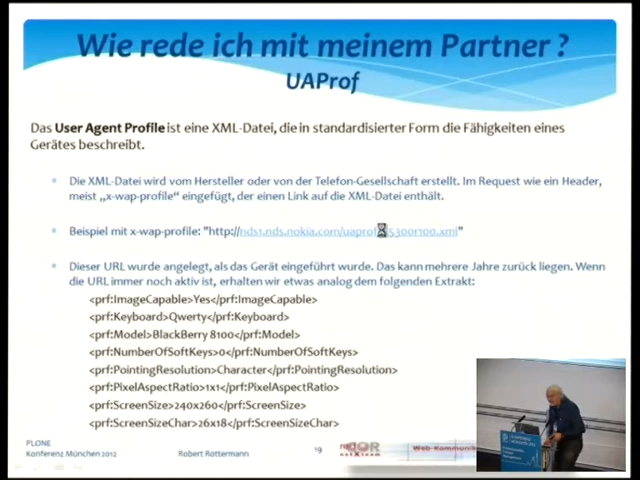 Wie rede ich mit meinem Partner ?
UAProf
Das User Agent Profile ist eine XML-Datei, die in standardisierter Form die Fähigkeiten eines
Gerätes beschreibt.
Die XML-Datei wird vom Hersteller oder von der Telefon-Gesellschaft erstellt. Im Request wie ein Header,
meist „x-wap-profile“ eingefügt, der einen Link auf die XML-Datei enthält.
Beispiel mit x-wap-profile: "http://nds1.nds.nokia.com/uaprof 5300r100.xml"
Dieser URL wurde angelegt, als das Gerät eingeführt wurde. Das kann mehrere Jahre zurück liegen. Wenn
die URL immer noch aktiv ist, erhalten wir etwas analog dem folgenden Extrakt:
<prf:ImageCapable>Yes</prf:ImageCapable>
<prf:Keyboard>Qwerty</prf:Keyboard>
<prf:Model>BlackBerry 8100</prf:Model>
<prf:NumberOfSoftKeys>0</prf:NumberOfSoftKeys>
<prf:PointingResolution>Character</prf:PointingResolution>
<prf:PixelAspectRatio>1x1</prf:PixelAspectRatio>
<prf:ScreenSize>240x260</prf:ScreenSize>
<prf:ScreenSizeChar>26x18</prf:ScreenSizeChar>
PLONE
Konferenz München 2012
Robert Rottermann
19